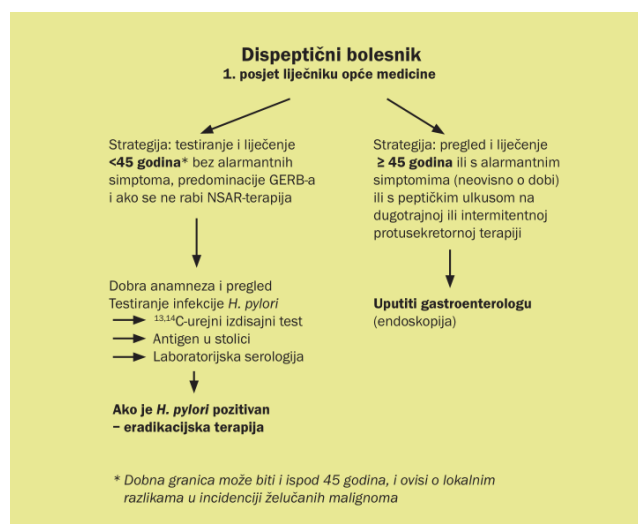 Dispeptični bolesnik
1. posjet liječniku opće medicine
Strategija: testiranje i liječenje
<45 godina* bez alarmantnih
simptoma, predominacije GERB-a
i ako se ne rabi NSAR-terapija
Dobra anamneza i pregled
Testiranje infekcije H. pylori
13,14C-urejni izdisajni test
Antigen u stolici
Laboratorijska serologija
Ako je H. pylori pozitivan
– eradikacijska terapija
Strategija: pregled i liječenje
≥ 45 godina ili s alarmantnim
simptomima (neovisno o dobi)
ili s peptičkim ulkusom na
dugotrajnoj ili intermitentnoj
protusekretornoj terapiji
Uputiti gastroenterologu
(endoskopija)
* Dobna granica može biti i ispod 45 godina, i ovisi o lokalnim
razlikama u incidenciji želučanih malignoma